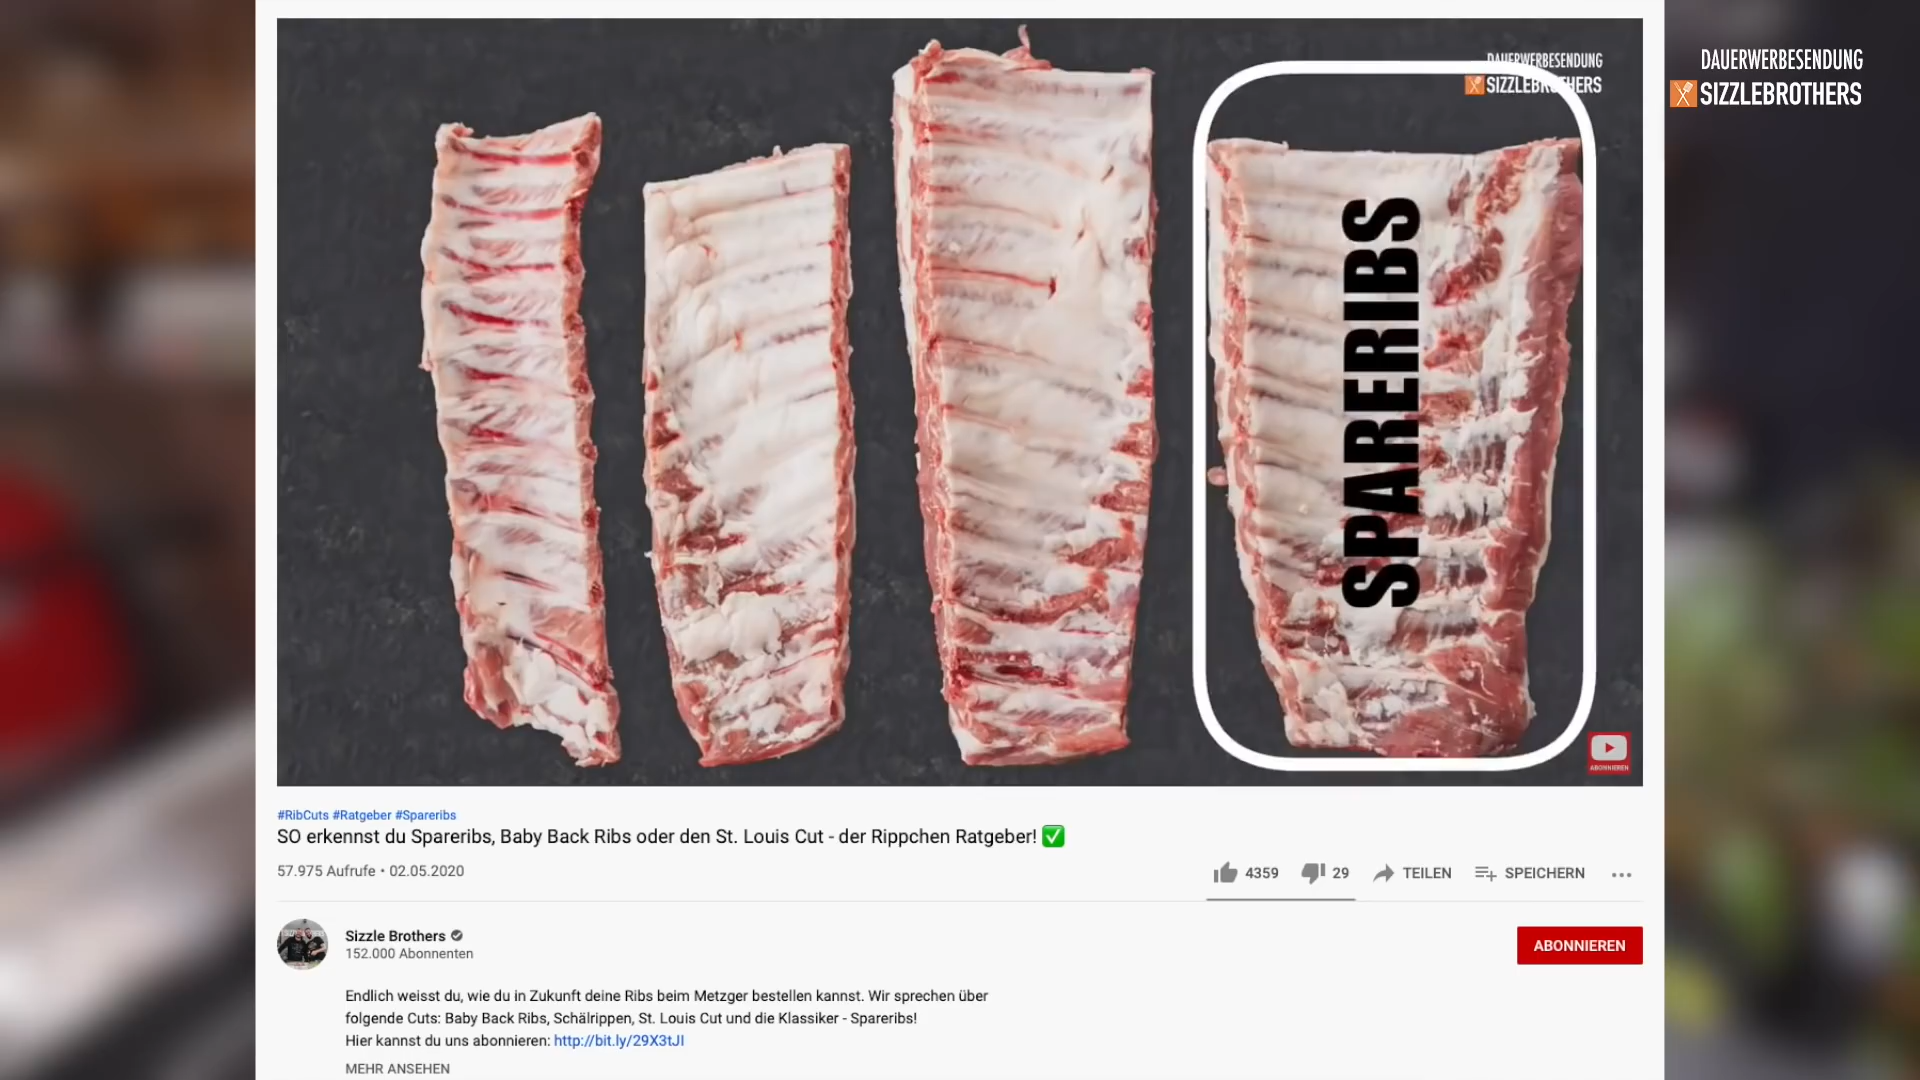 DAUERWERBESENDUNG
SIZZLEBROTHERS
DAUERWERBESENDUNG
SIZZLEBROTHERS
SPARERIBS
ABONNIEREN
#RibCuts #Ratgeber #Spareribs
SO erkennst du Spareribs, Baby Back Ribs oder den St. Louis Cut - der Rippchen Ratgeber! ✅
57.975 Aufrufe • 02.05.2020
4359 29 TEILEN SPEICHERN ...
Sizzle Brothers
152.000 Abonnenten
ABONNIEREN
Endlich weisst du, wie du in Zukunft deine Ribs beim Metzger bestellen kannst. Wir sprechen über
folgende Cuts: Baby Back Ribs, Schälrippen, St. Louis Cut und die Klassiker - Spareribs!
Hier kannst du uns abonnieren: http://bit.ly/29X3tJI
MEHR ANSEHEN